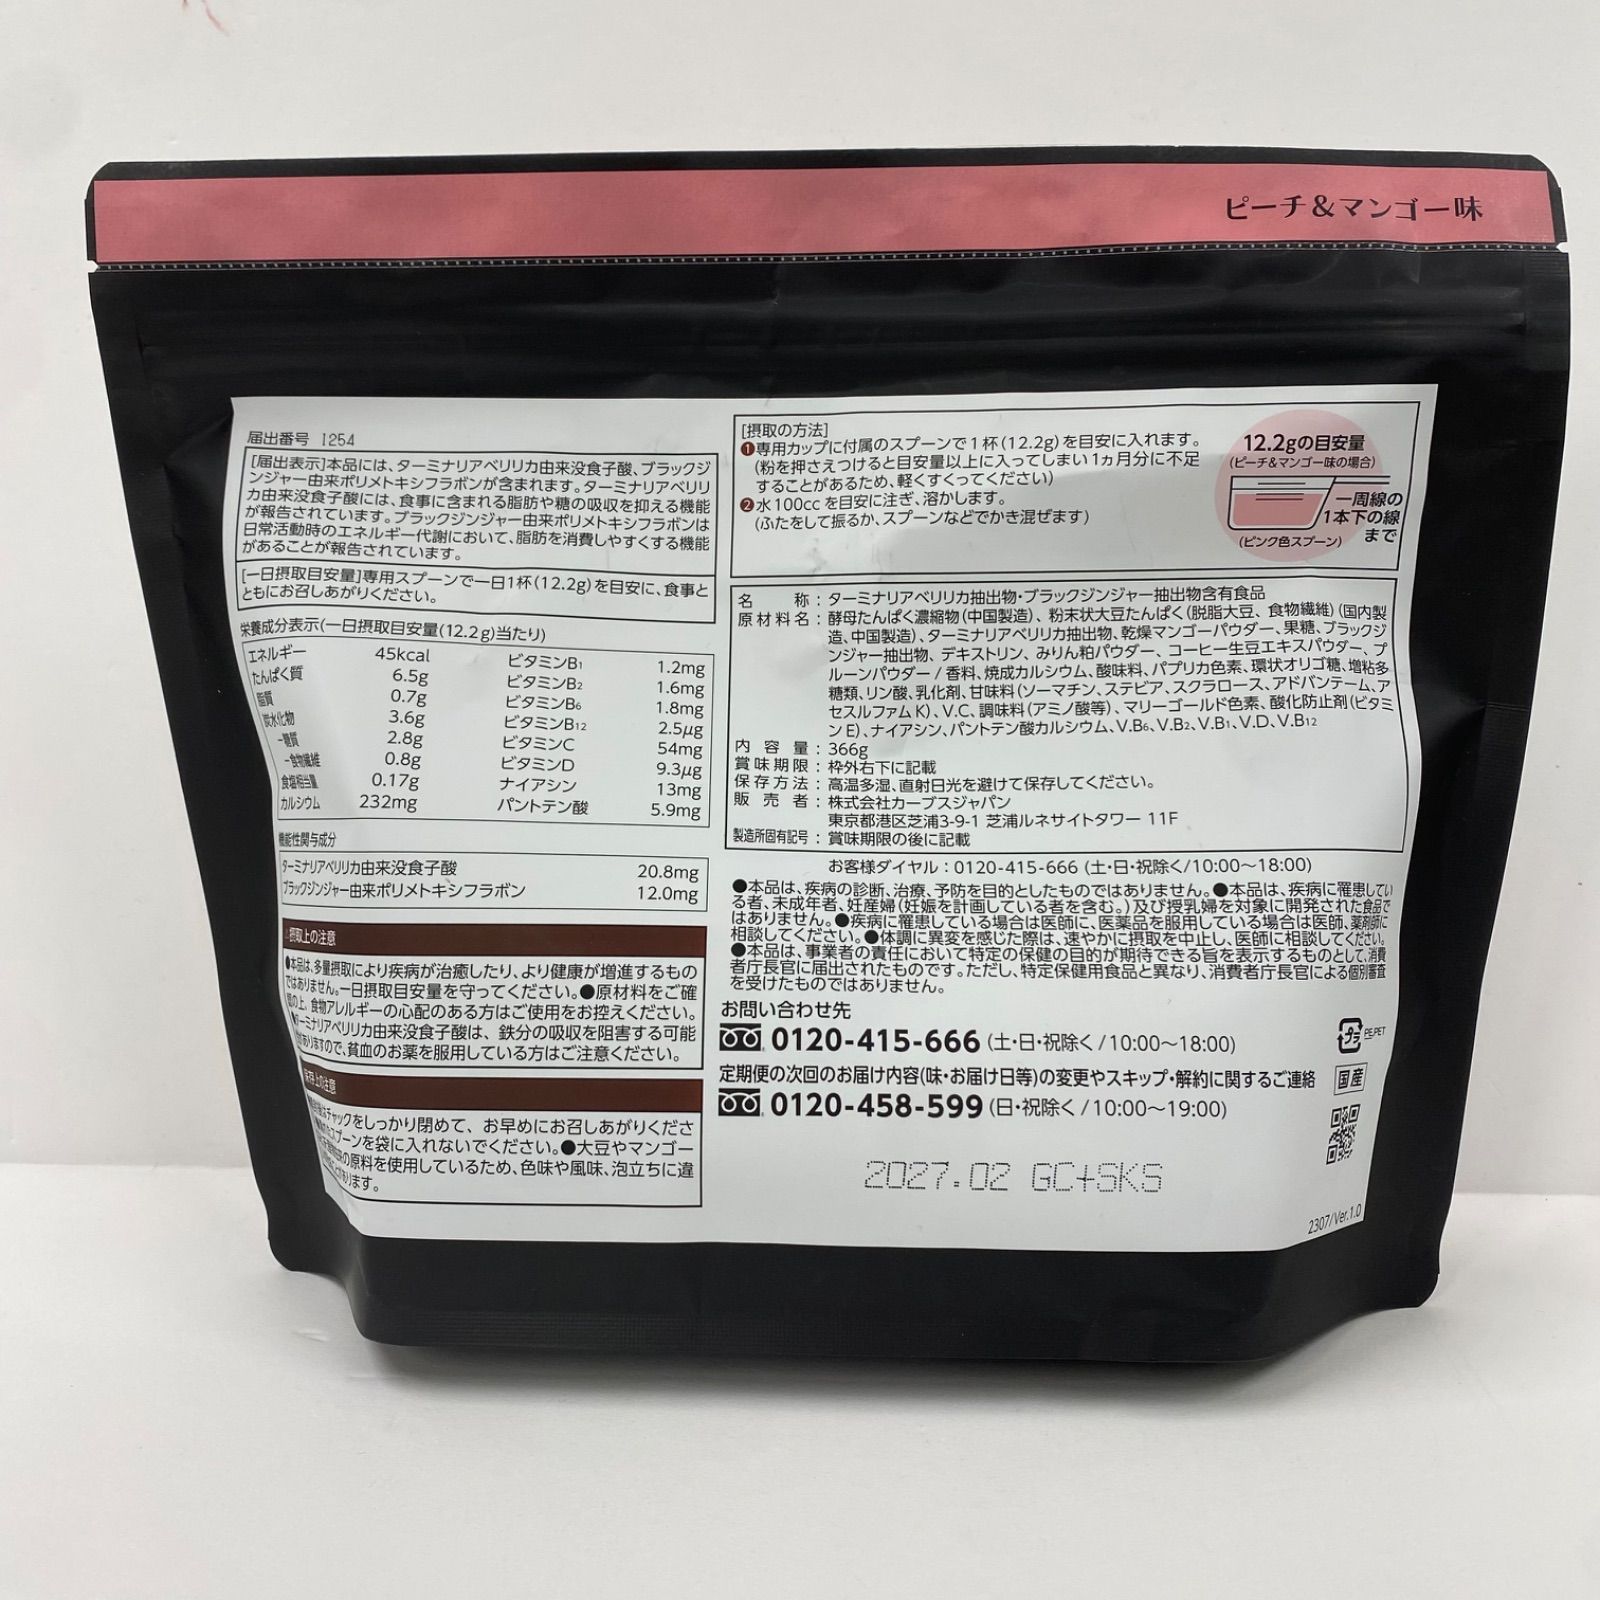 ピーチ&マンゴー味
届出番号 1254
[届出表示]本品には、ターミナリアベリリカ由来没食子酸、ブラックジ
ンジャー由来ポリメトキシフラボンが含まれます。ターミナリアベリリ
カ由来没食子酸には、食事に含まれる脂肪や糖の吸収を抑える機能
が報告されています。ブラックジンジャー由来ポリメトキシフラボンは
日常活動時のエネルギー代謝において、脂肪を消費しやすくする機能
があることが報告されています。
[一日摂取目安量]専用スプーンで一日1杯(12.2g)を目安に、食事と
ともにお召しあがりください。
栄養成分表示(一日摂取目安量(12.2g)当たり)
エネルギー 45kcal ビタミンB1 1.2mg
たんぱく質 6.5g ビタミンB2 1.6mg
脂質 0.7g ビタミンB6 1.8mg
炭水化物 3.6g ビタミンB12 2.5μg
-糖質 2.8g ビタミンC 54mg
-食物繊維 0.8g ビタミンD 9.3μg
食塩相当量 0.17g ナイアシン 13mg
カルシウム 232mg パントテン酸 5.9mg
機能性関与成分
ターミナリアベリリカ由来没食子酸 20.8mg
ブラックジンジャー由来ポリメトキシフラボン 12.0mg
摂取上の注意
●本品は、多量摂取により疾病が治癒したり、より健康が増進するもの
ではありません。一日摂取目安量を守ってください。●原材料をご確
認の上、食物アレルギーの心配のある方はご使用をお控えください。
ターミナリアベリリカ由来没食子酸は、鉄分の吸収を阻害する可能
がありますので、貧血のお薬を服用している方はご注意ください。
保存上の注意
はチャックをしっかり閉めて、お早めにお召しあがりくださ
スプーンを袋に入れないでください。●大豆やマンゴー
の原料を使用しているため、色味や風味、泡立ちに違
ります。
[摂取の方法]
❶専用カップに付属のスプーンで1杯(12.2g)を目安に入れます。
(粉を押さえつけると目安量以上に入ってしまい1ヵ月分に不足
することがあるため、軽くすくってください)
❷水100ccを目安に注ぎ、溶かします。
(ふたをして振るか、スプーンなどでかき混ぜます)
12.2gの目安量
(ピーチ&マンゴー味の場合)
一周線の
1本下の線
まで
(ピンク色スプーン)
名称:ターミナリアベリリカ抽出物・ブラックジンジャー抽出物含有食品
原材料名:酵母たんぱく濃縮物(中国製造)、粉末状大豆たんぱく(脱脂大豆、食物繊維)(国内製
造、中国製造)、ターミナリアベリリカ抽出物、乾燥マンゴーパウダー、果糖、ブラックジ
ンジャー抽出物、デキストリン、みりん粕パウダー、コーヒー生豆エキスパウダー、プ
ルーンパウダー/香料、焼成カルシウム、酸味料、パプリカ色素、環状オリゴ糖、増粘多
糖類、リン酸、乳化剤、甘味料(ソーマチン、ステビア、スクラロース、アドバンテーム、ア
セスルファムK)、V.C、調味料(アミノ酸等)、マリーゴールド色素、酸化防止剤(ビタミ
ンE)、ナイアシン、パントテン酸カルシウム、V.B6、V.B2、V.B1、V.D、V.B12
内容量:366g
賞味期限:枠外右下に記載
保存方法:高温多湿、直射日光を避けて保存してください。
販売者:株式会社カーブスジャパン
東京都港区芝浦3-9-1 芝浦ルネサイトタワー 11F
製造所固有記号:賞味期限の後に記載
お客様ダイヤル:0120-415-666(土・日・祝除く/10:00〜18:00)
●本品は、疾病の診断、治療、予防を目的としたものではありません。●本品は、疾病に罹患してい
る者、未成年者、妊産婦(妊娠を計画している者を含む。)及び授乳婦を対象に開発された食品で
はありません。●疾病に罹患している場合は医師に、医薬品を服用している場合は医師、薬剤師に
相談してください。●体調に異変を感じた際は、速やかに摂取を中止し、医師に相談してください。
●本品は、事業者の責任において特定の保健の目的が期待できる旨を表示するものとして、消費
者庁長官に届出されたものです。ただし、特定保健用食品と異なり、消費者庁長官による個別審査
を受けたものではありません。
お問い合わせ先
0120-415-666(土・日・祝除く/10:00〜18:00)
定期便の次回のお届け内容(味・お届け日等)の変更やスキップ・解約に関するご連絡
0120-458-599(日・祝除く/10:00〜19:00)
プラ PE,PET
国産
2027.02 GC+SKS
2307/Ver.1.0